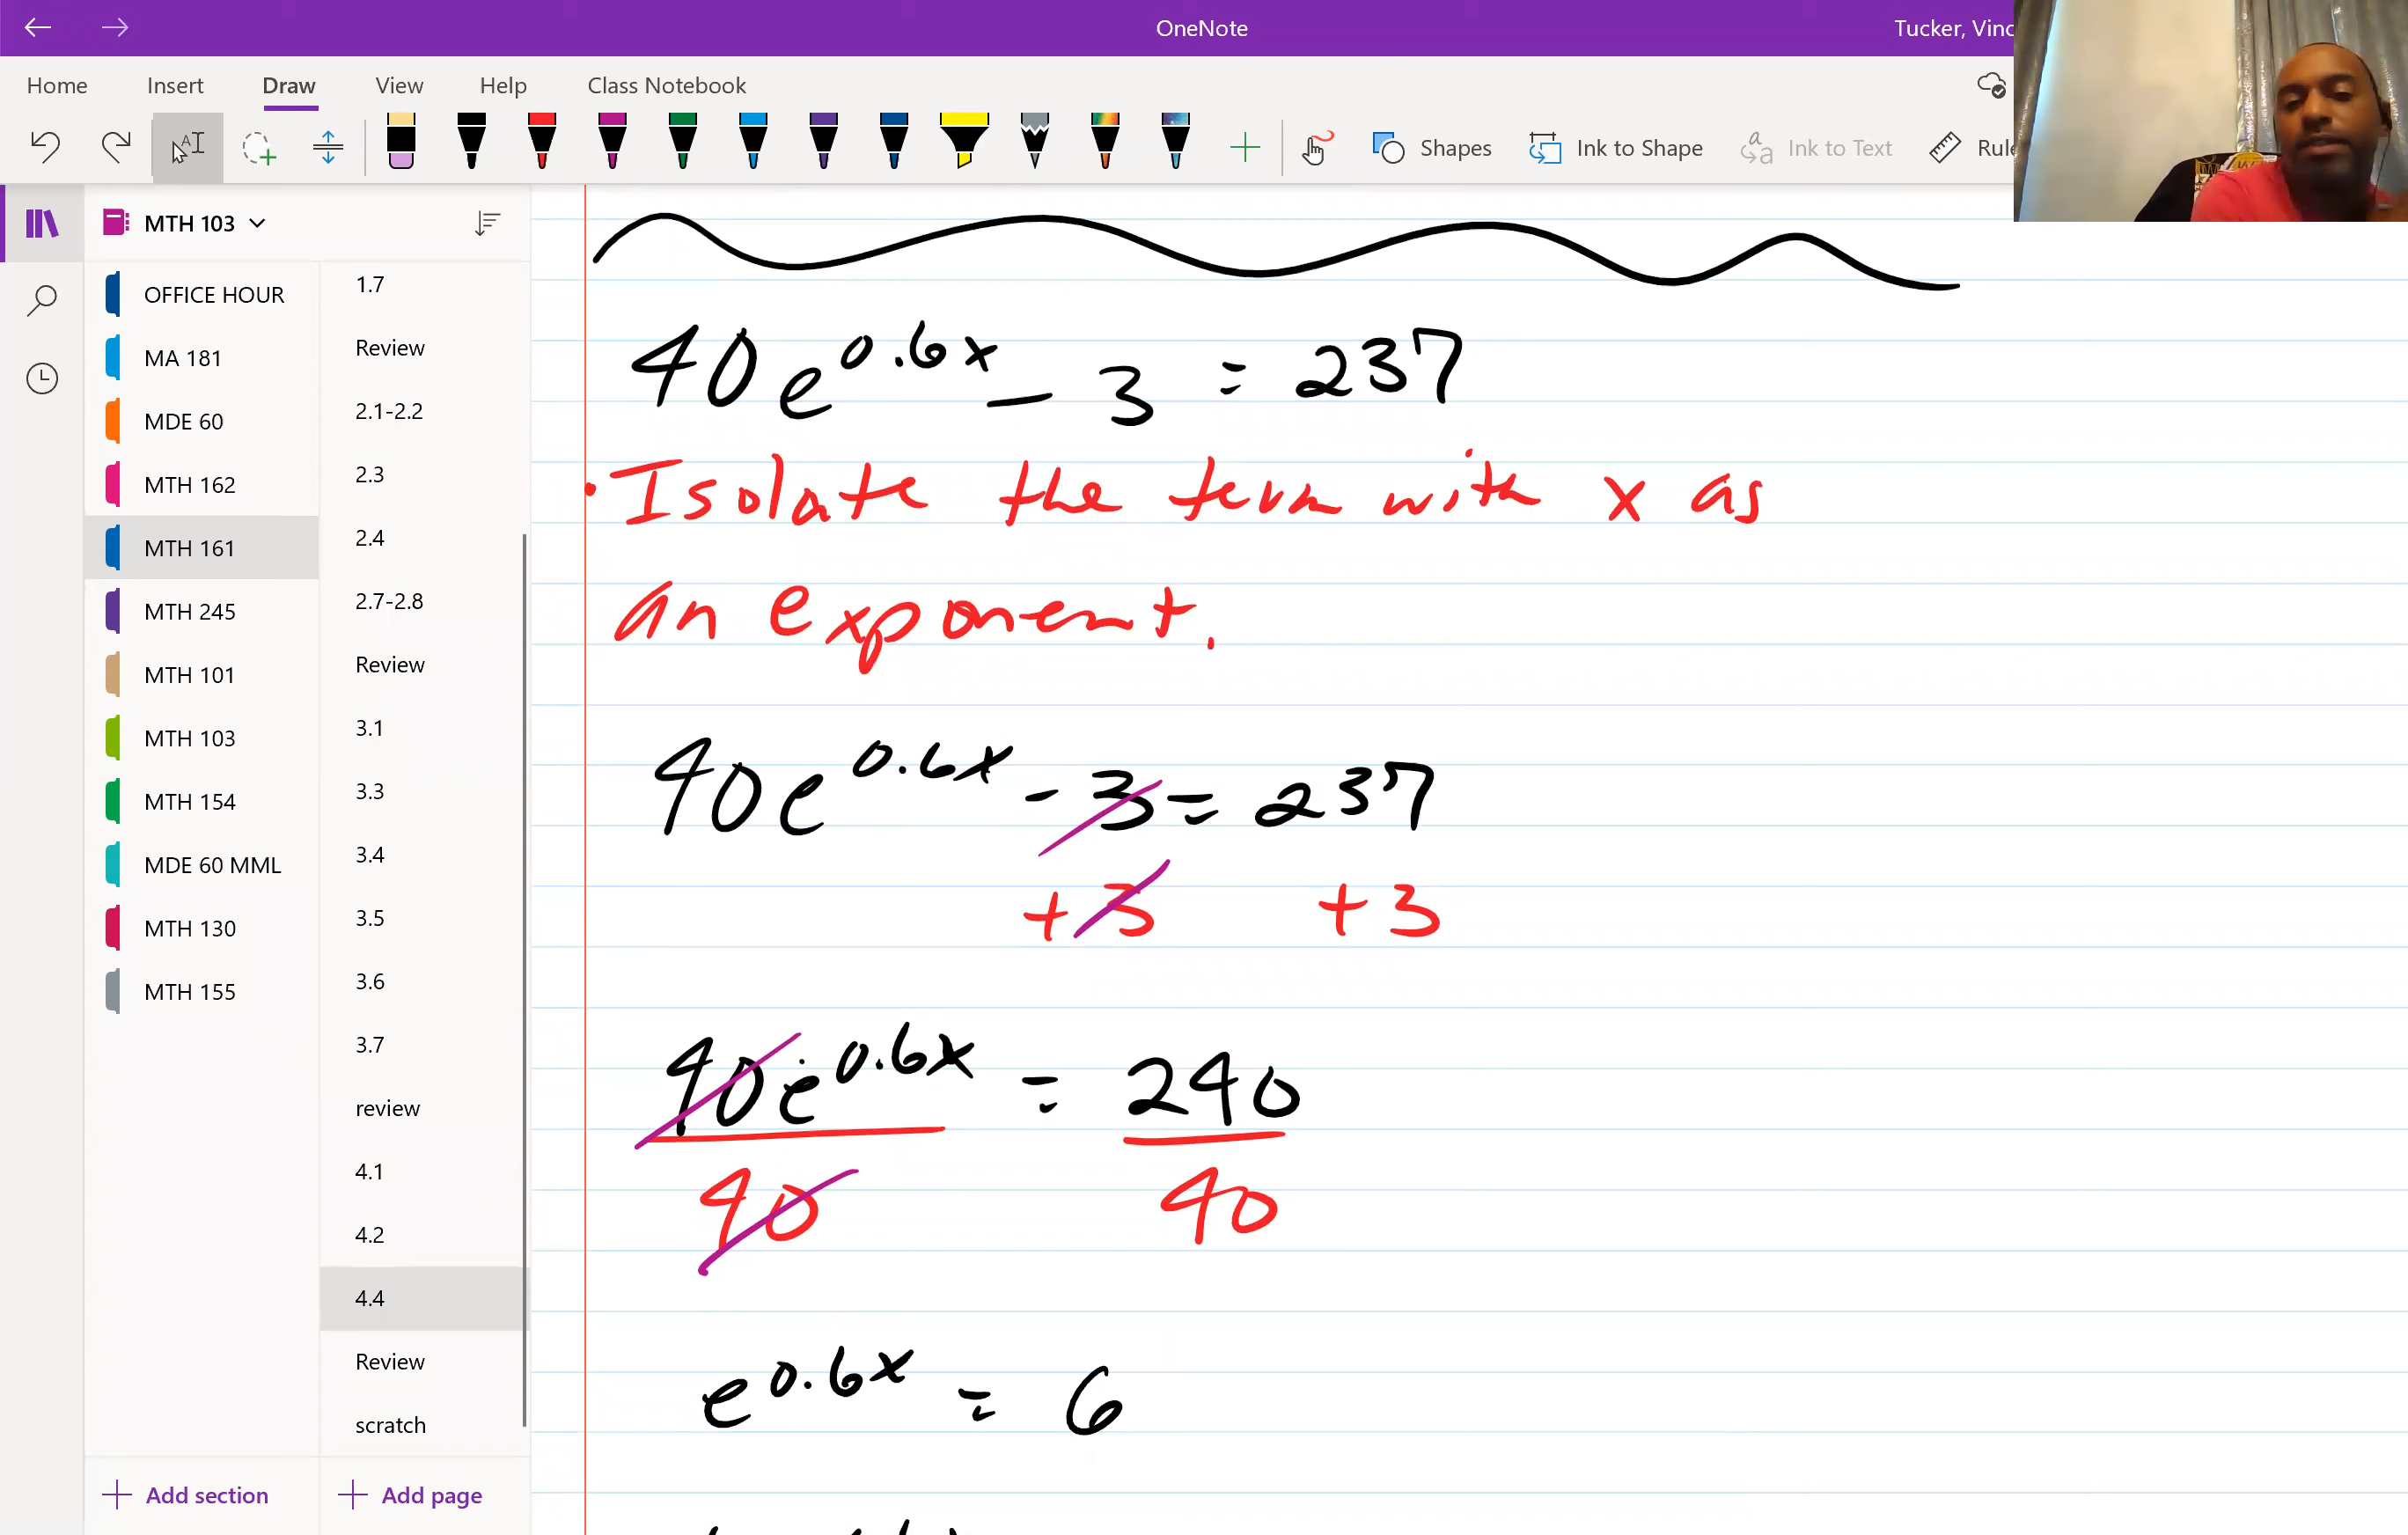 OneNote
Tucker, Vinc
Home Insert Draw View Help Class Notebook
Shapes Ink to Shape Ink to Text Rule
MTH 103
OFFICE HOUR
MA 181
MDE 60
MTH 162
MTH 161
MTH 245
MTH 101
MTH 103
MTH 154
MDE 60 MML
MTH 130
MTH 155
Add section
1.7
Review
2.1-2.2
2.3
2.4
2.7-2.8
Review
3.1
3.3
3.4
3.5
3.6
3.7
review
4.1
4.2
4.4
Review
scratch
Add page
40e^0.6x - 3 = 237
• Isolate the term with x as
an exponent.
40e^0.6x - 3 = 237
+3 +3
40e^0.6x = 240
40 40
e^0.6x = 6